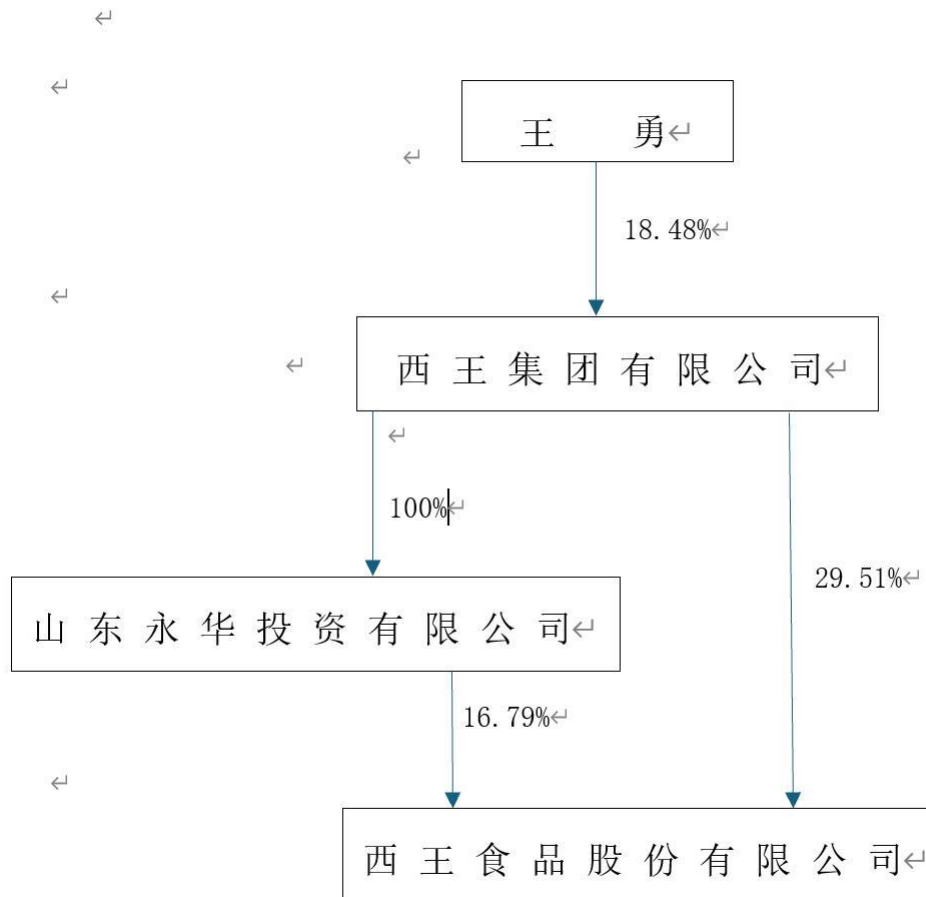 王 勇
18.48%
西王集团有限公司
100%
29.51%
山东永华投资有限公司
16.79%
西王食品股份有限公司